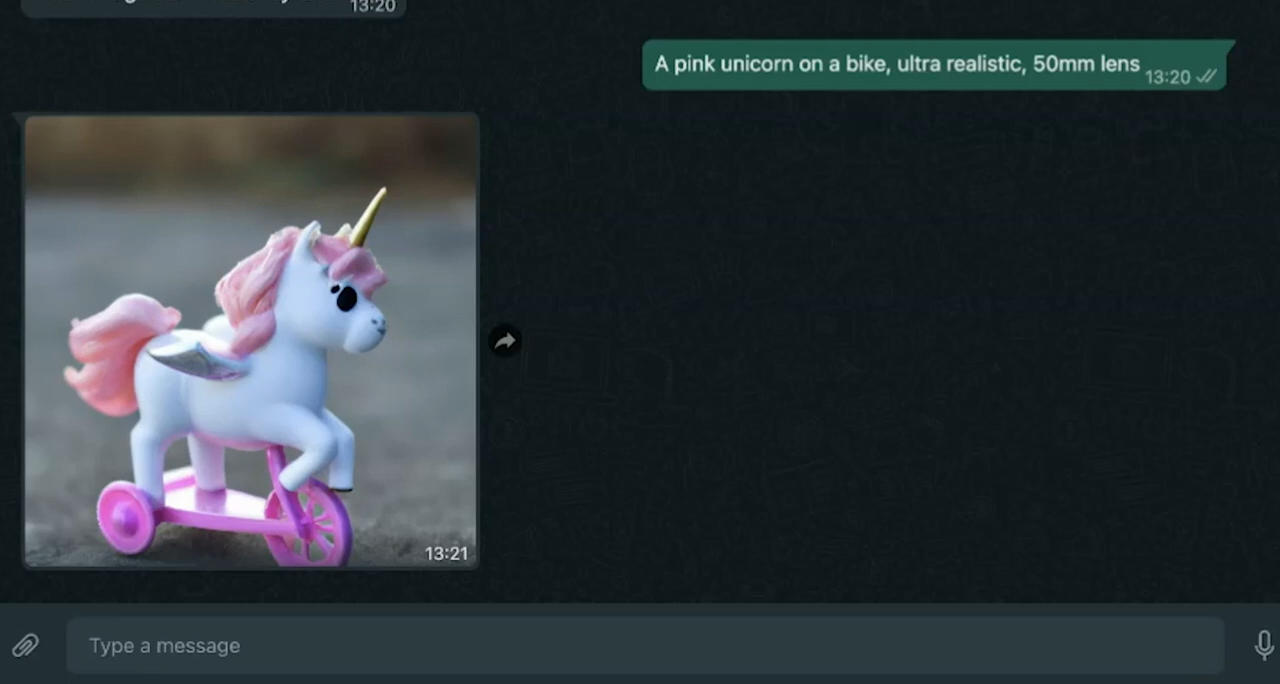 13:20
A pink unicorn on a bike, ultra realistic, 50mm lens
13:20
13:21
Type a message